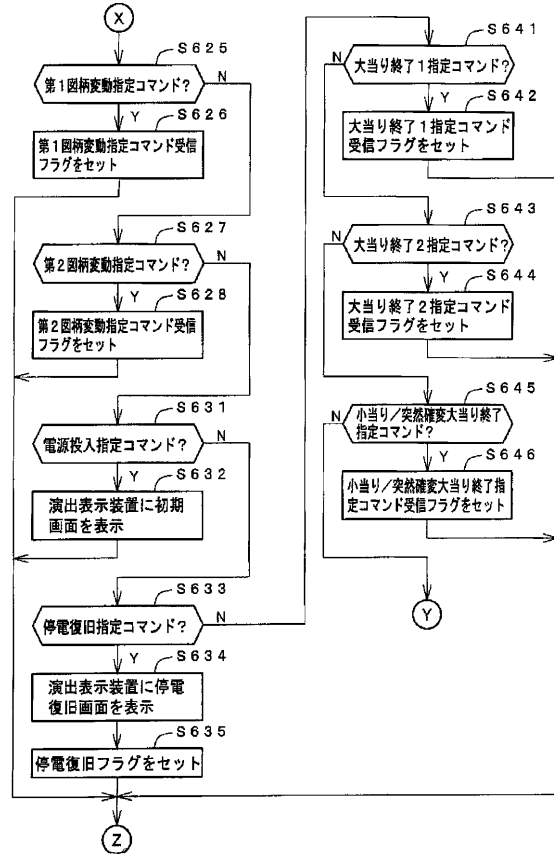 X
S625
第1図柄変動指定コマンド?
N
Y
S626
第1図柄変動指定コマンド受信
フラグをセット
S627
第2図柄変動指定コマンド?
N
Y
S628
第2図柄変動指定コマンド受信
フラグをセット
S631
電源投入指定コマンド?
N
Y
S632
演出表示装置に初期
画面を表示
S633
停電復旧指定コマンド?
N
Y
S634
演出表示装置に停電
復旧画面を表示
S635
停電復旧フラグをセット
Z
S641
N
大当り終了1指定コマンド?
Y
S642
大当り終了1指定コマンド
受信フラグをセット
S643
N
大当り終了2指定コマンド?
Y
S644
大当り終了2指定コマンド
受信フラグをセット
S645
N
小当り/突然確変大当り終了
指定コマンド?
Y
S646
小当り/突然確変大当り終了指
定コマンド受信フラグをセット
Y